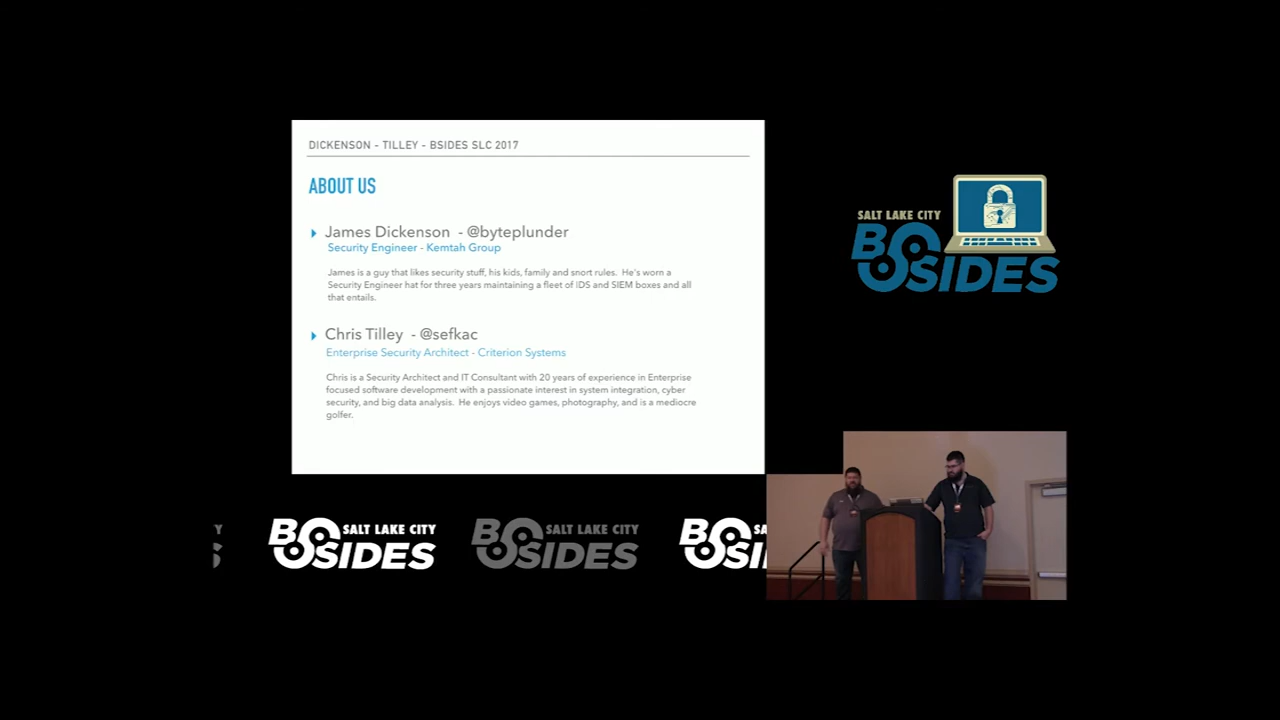 DICKENSON - TILLEY - BSIDES SLC 2017
ABOUT US
James Dickenson - @byteplunder
Security Engineer - Kemtah Group
James is a guy that likes security stuff, his kids, family and snort rules. He's worn a
Security Engineer hat for three years maintaining a fleet of IDS and SIEM boxes and all
that entails.
Chris Tilley - @sefkac
Enterprise Security Architect - Criterion Systems
Chris is a Security Architect and IT Consultant with 20 years of experience in Enterprise
focused software development with a passionate interest in system integration, cyber
security, and big data analysis. He enjoys video games, photography, and is a mediocre
golfer.
SALT LAKE CITY
BSIDES
SALT LAKE CITY
BSIDES
SALT LAKE CITY
BSIDES